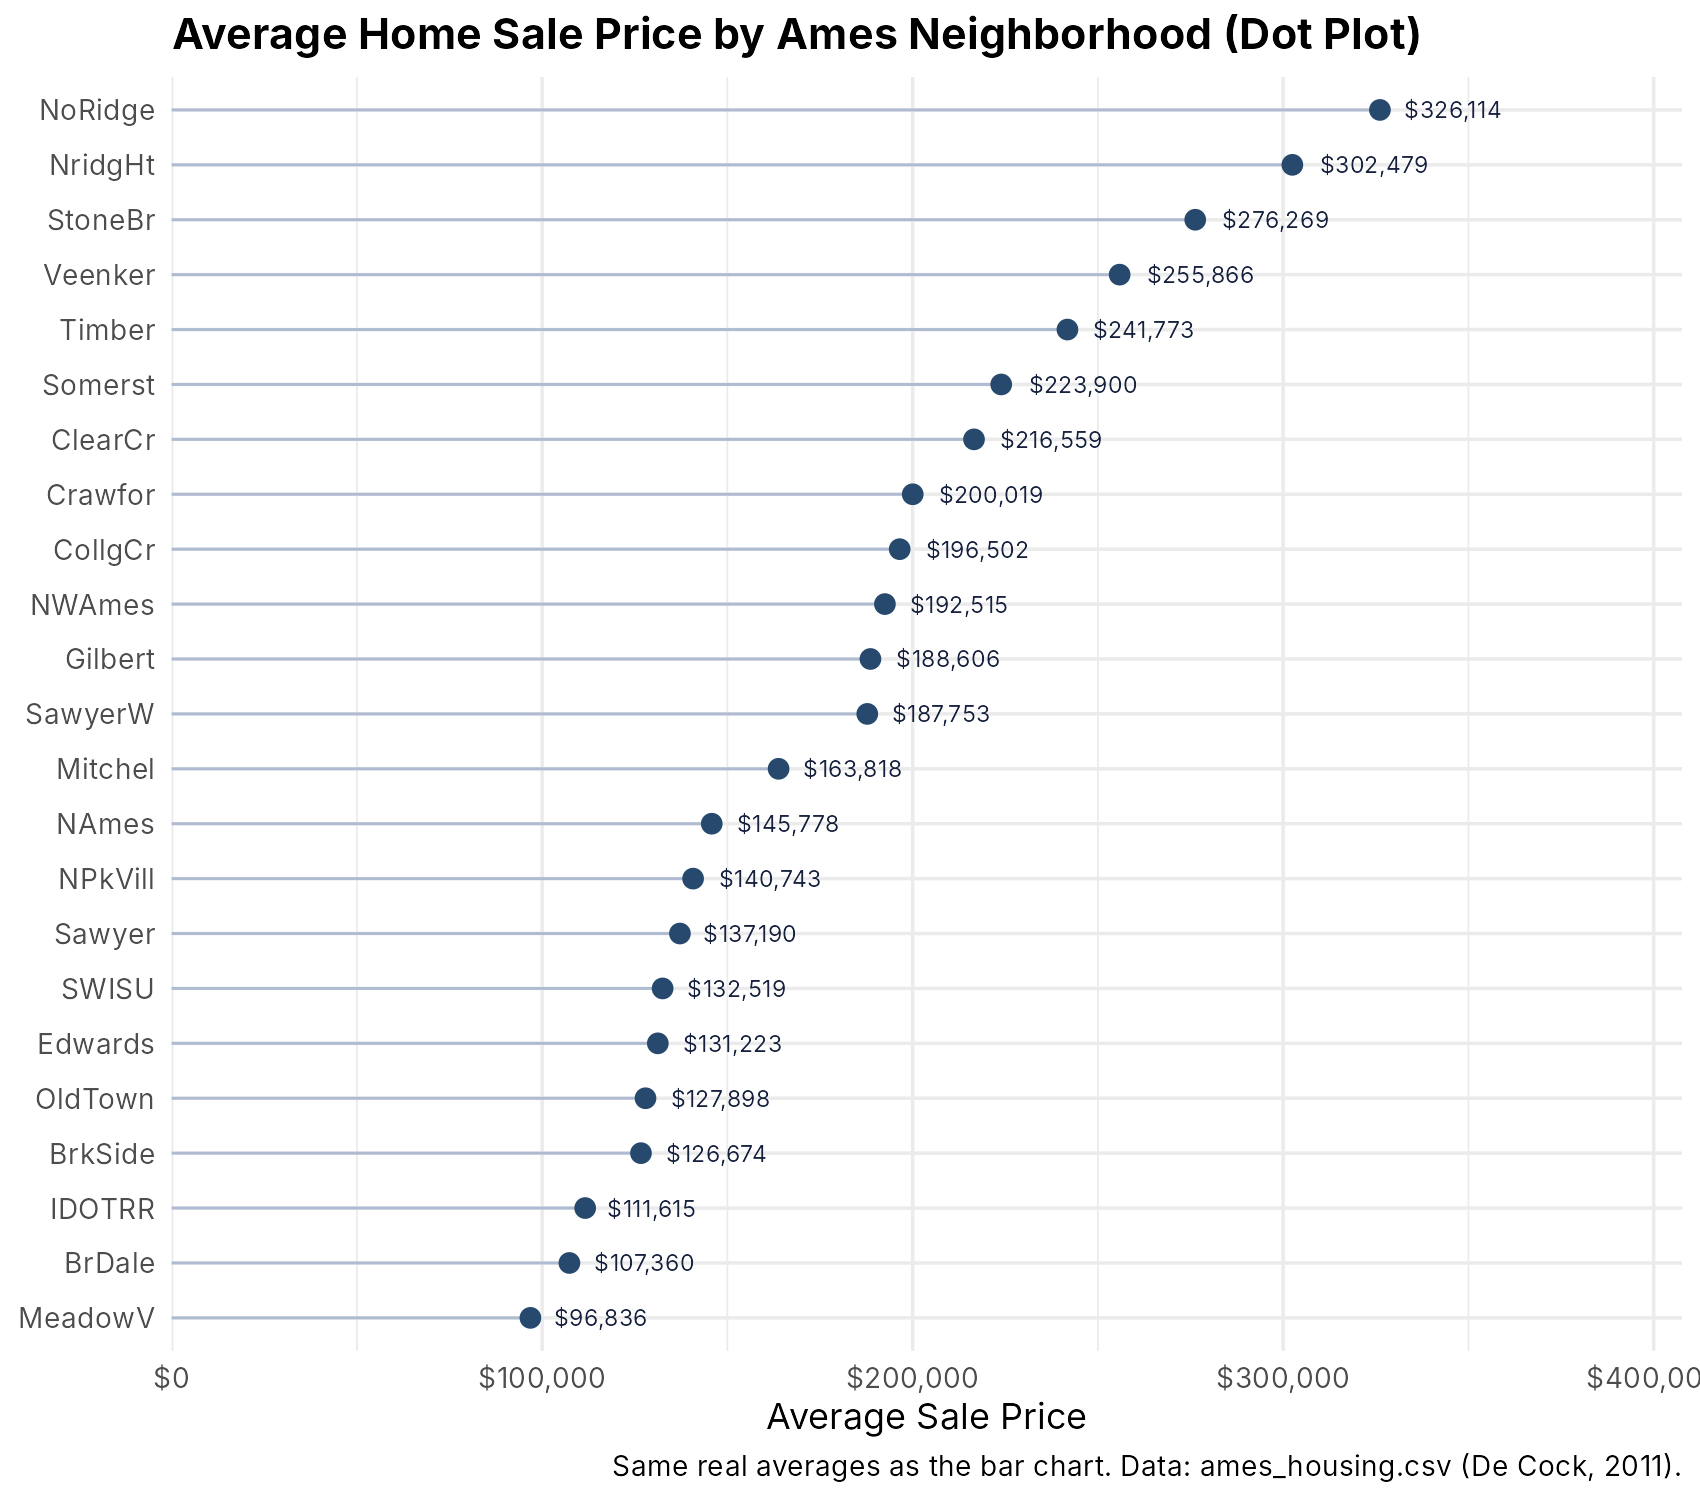 Average Home Sale Price by Ames Neighborhood (Dot Plot)
NoRidge $326,114
NridgHt $302,479
StoneBr $276,269
Veenker $255,866
Timber $241,773
Somerst $223,900
ClearCr $216,559
Crawfor $200,019
CollgCr $196,502
NWAmes $192,515
Gilbert $188,606
SawyerW $187,753
Mitchel $163,818
NAmes $145,778
NPkVill $140,743
Sawyer $137,190
SWISU $132,519
Edwards $131,223
OldTown $127,898
BrkSide $126,674
IDOTRR $111,615
BrDale $107,360
MeadowV $96,836
$0 $100,000 $200,000 $300,000 $400,00
Average Sale Price
Same real averages as the bar chart. Data: ames_housing.csv (De Cock, 2011).